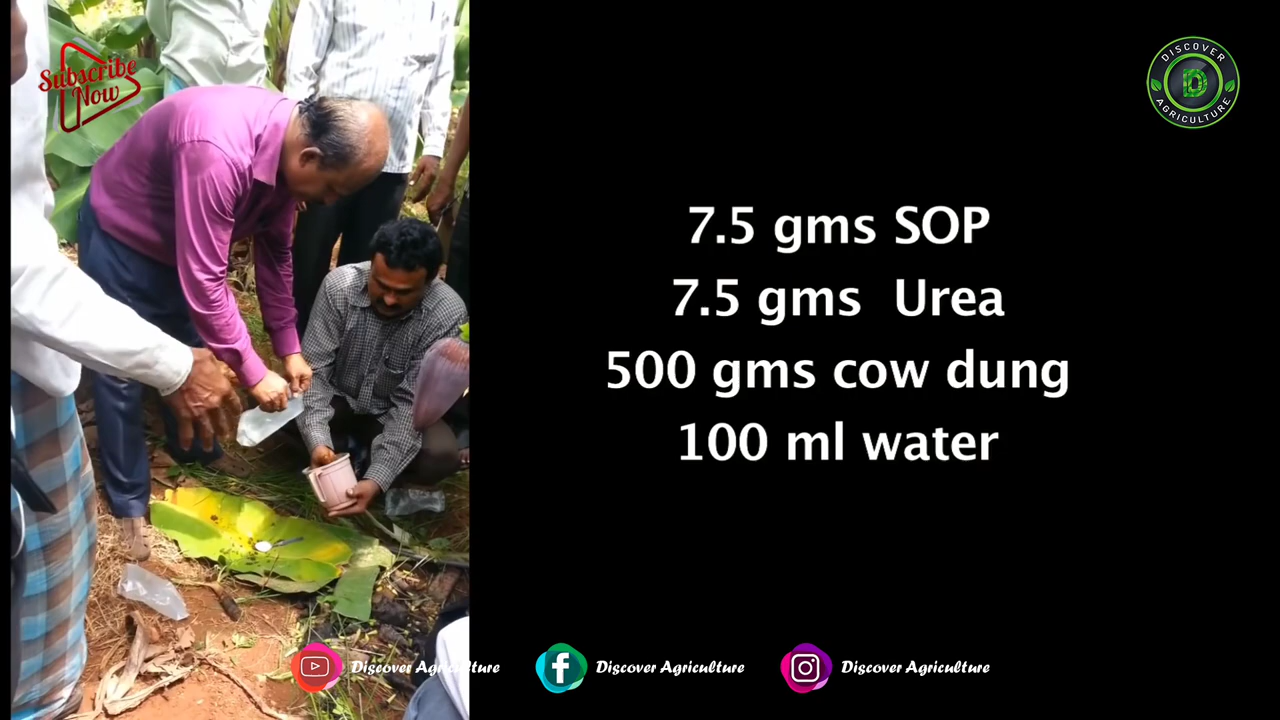 Subscribe
Now
DISCOVER
D
AGRICULTURE
7.5 gms SOP
7.5 gms  Urea
500 gms cow dung
100 ml water
Discover Agriculture
Discover Agriculture
Discover Agriculture